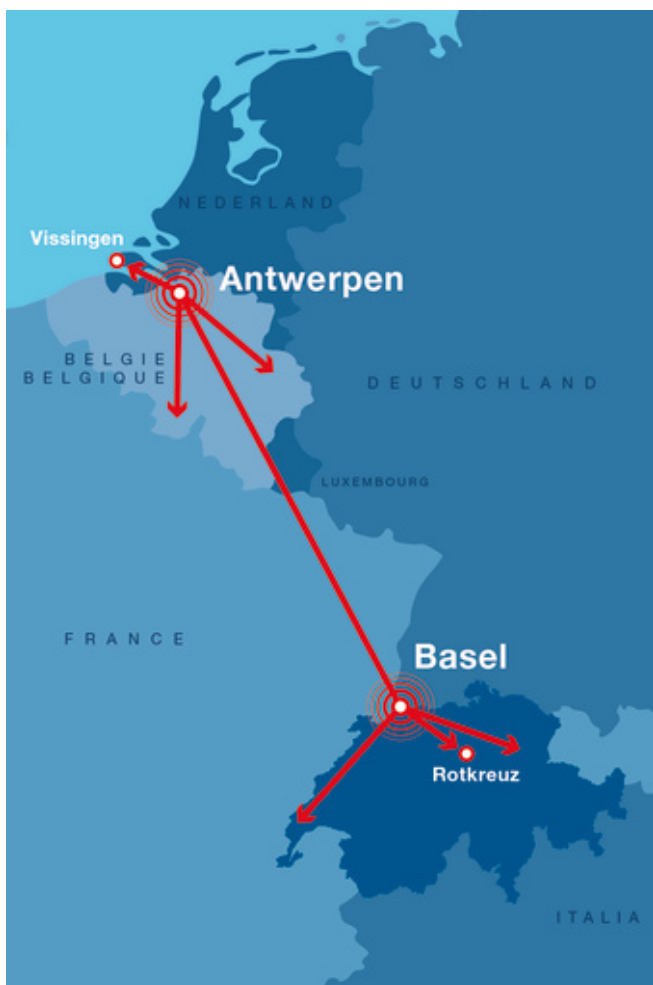 NEDERLAND
Vissingen
Antwerpen
BELGIE
BELGIQUE
DEUTSCHLAND
LUXEMBOURG
FRANCE
Basel
Rotkreuz
ITALIA